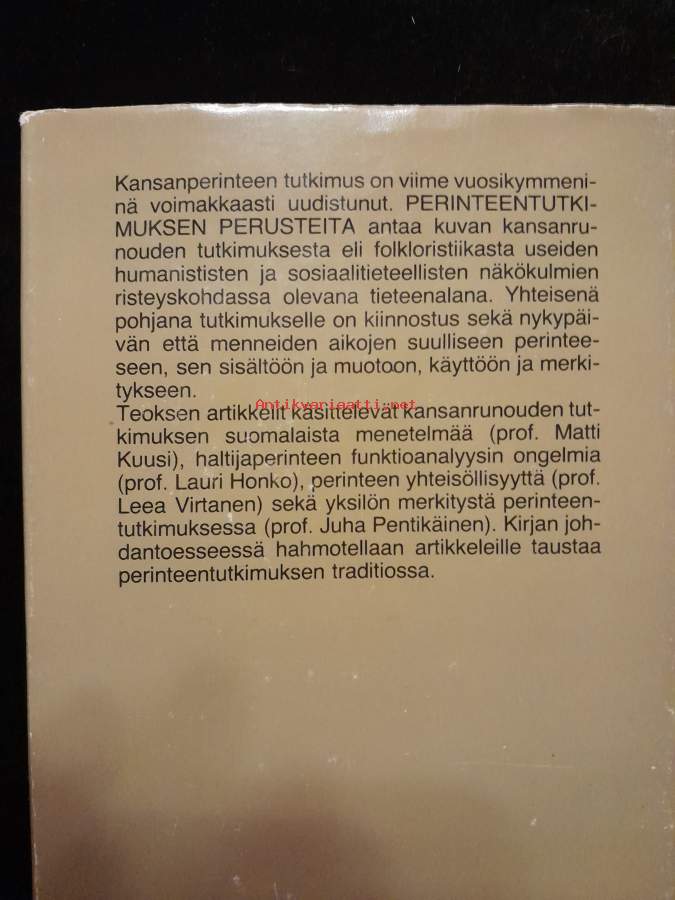 Kansanperinteen tutkimus on viime vuosikymmeni-
nä voimakkaasti uudistunut. PERINTEENTUTKI-
MUKSEN PERUSTEITA antaa kuvan kansanru-
nouden tutkimuksesta eli folkloristiikasta useiden
humanististen ja sosiaalitieteellisten näkökulmien
risteyskohdassa olevana tieteenalana. Yhteisenä
pohjana tutkimukselle on kiinnostus sekä nykypäi-
vän että menneiden aikojen suulliseen perintee-
seen, sen sisältöön ja muotoon, käyttöön ja merki-
tykseen.
Antikvariaatti.net
Teoksen artikkelit käsittelevät kansanrunouden tut-
kimuksen suomalaista menetelmää (prof. Matti
Kuusi), haltijaperinteen funktioanalyysin ongelmia
(prof. Lauri Honko), perinteen yhteisöllisyyttä (prof.
Leea Virtanen) sekä yksilön merkitystä perinteen-
tutkimuksessa (prof. Juha Pentikäinen). Kirjan joh-
dantoesseessä hahmotellaan artikkeleille taustaa
perinteentutkimuksen traditiossa.